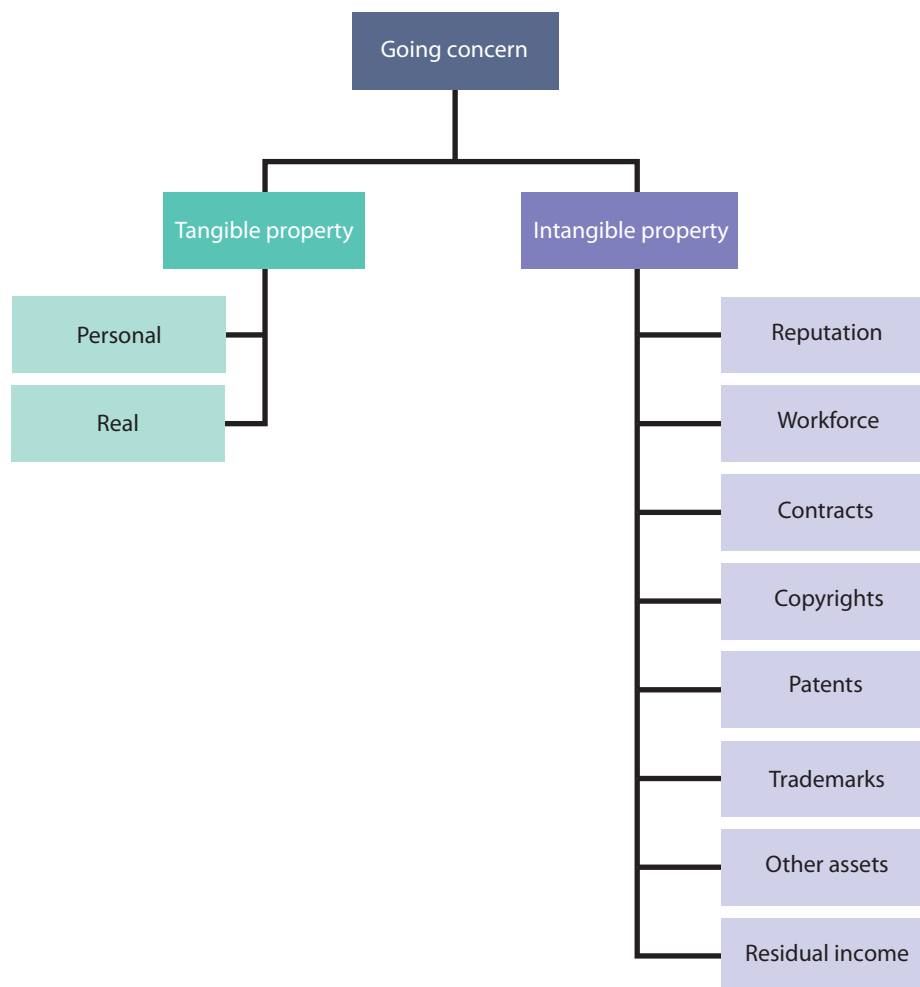 Going concern
Tangible property
Intangible property
Personal
Real
Reputation
Workforce
Contracts
Copyrights
Patents
Trademarks
Other assets
Residual income